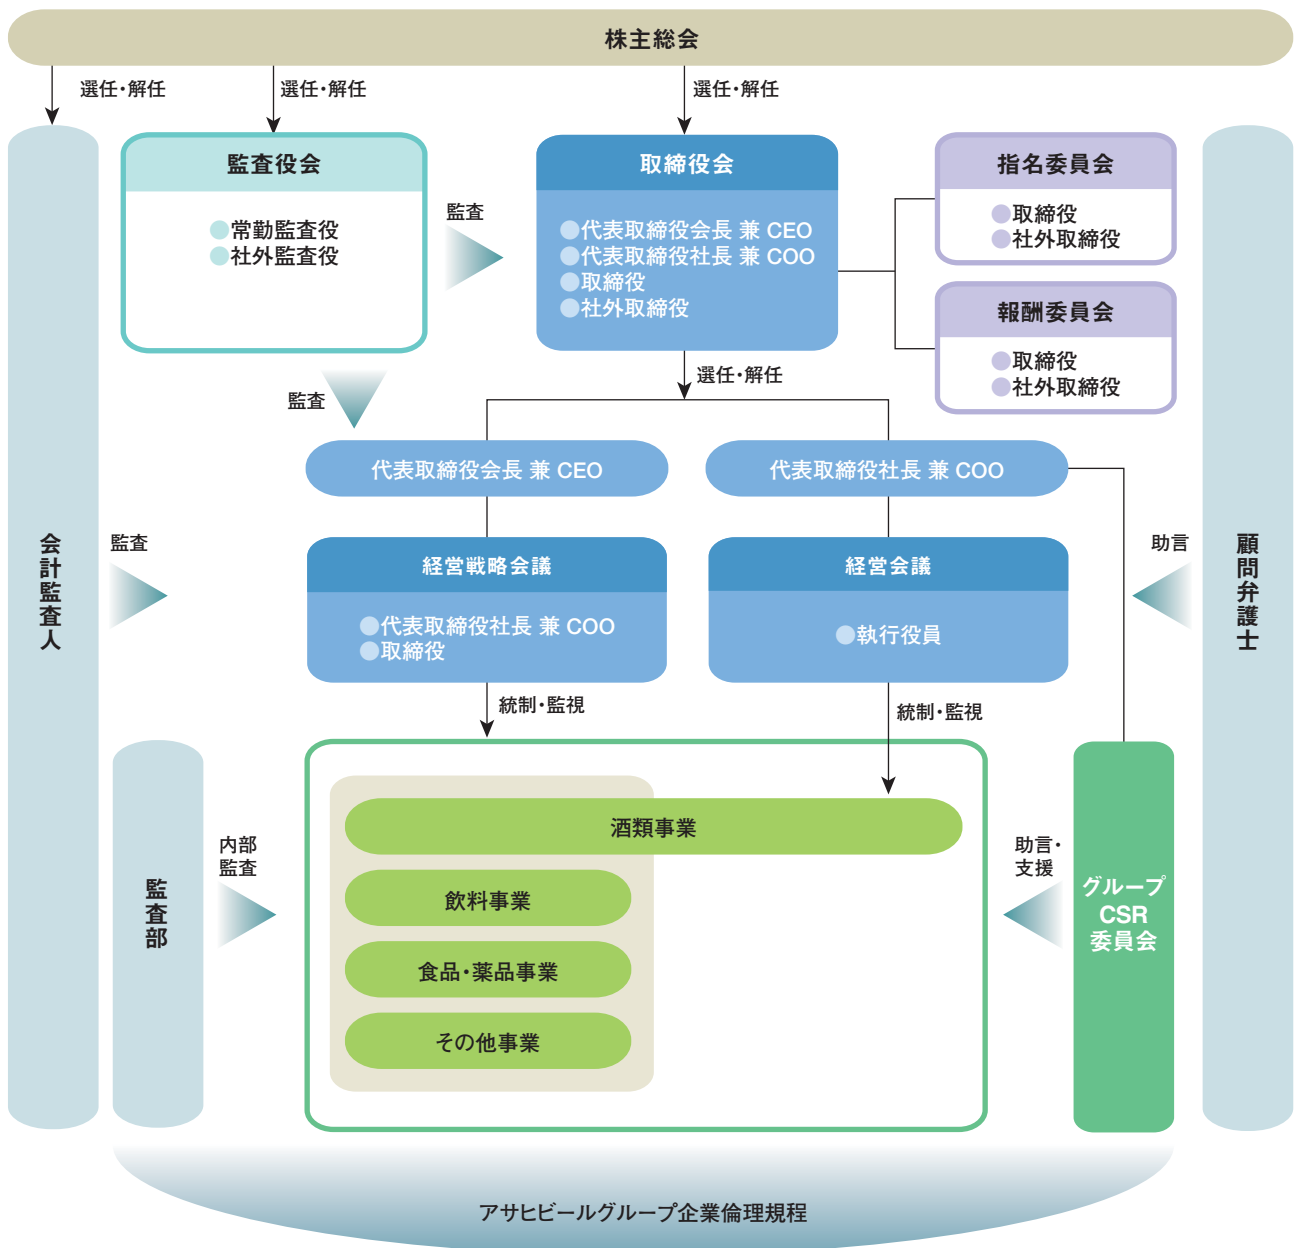 株主総会
選任・解任
選任・解任
選任・解任
監査役会
●常勤監査役
●社外監査役
監査
取締役会
●代表取締役会長 兼 CEO
●代表取締役社長 兼 COO
●取締役
●社外取締役
指名委員会
●取締役
●社外取締役
報酬委員会
●取締役
●社外取締役
選任・解任
監査
代表取締役会長 兼 CEO
代表取締役社長 兼 COO
会計監査人
監査
経営戦略会議
●代表取締役社長 兼 COO
●取締役
経営会議
●執行役員
助言
顧問弁護士
統制・監視
統制・監視
監査部
内部
監査
酒類事業
飲料事業
食品・薬品事業
その他事業
助言・
支援
グループ
CSR
委員会
アサヒビールグループ企業倫理規程